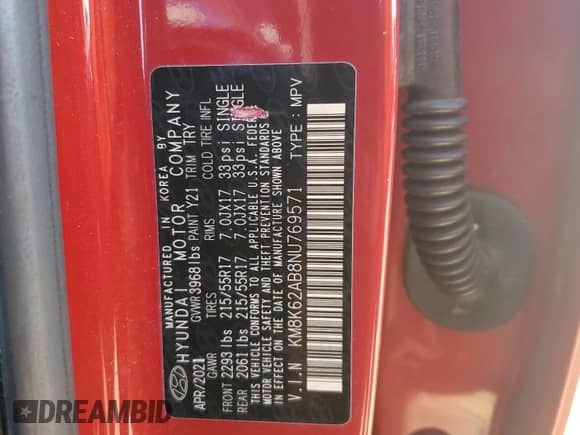 MANUFACTURED IN KOREA BY
HYUNDAI MOTOR COMPANY
APR/2021 GVWR 3968lbs PAINT Y21 TRIM TRY
GAWR TIRES RIMS COLD TIRE INFL
FRONT 2293 lbs 215/55R17 7.0JX17 33psi SINGLE
REAR 2061 lbs 215/55R17 7.0JX17 33psi SINGLE
THIS VEHICLE CONFORMS TO ALL APPLICABLE U.S.A. FEDERAL
MOTOR VEHICLE SAFETY, BUMPER, AND THEFT PREVENTION STANDARDS
IN EFFECT ON THE DATE OF MANUFACTURE SHOWN ABOVE
V.I.N KM8K62AB8NU769571 TYPE: MPV
DREAMBID